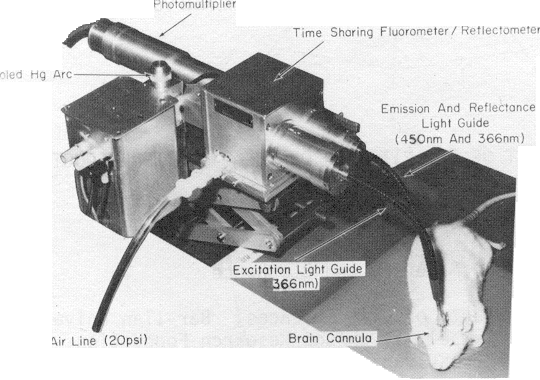 Photomultiplier
Time Sharing Fluorometer/Reflectometer
oled Hg Arc
Emission And Reflectance
Light Guide
(450nm And 366nm)
Excitation Light Guide
366nm)
Air Line (20psi)
Brain Cannula